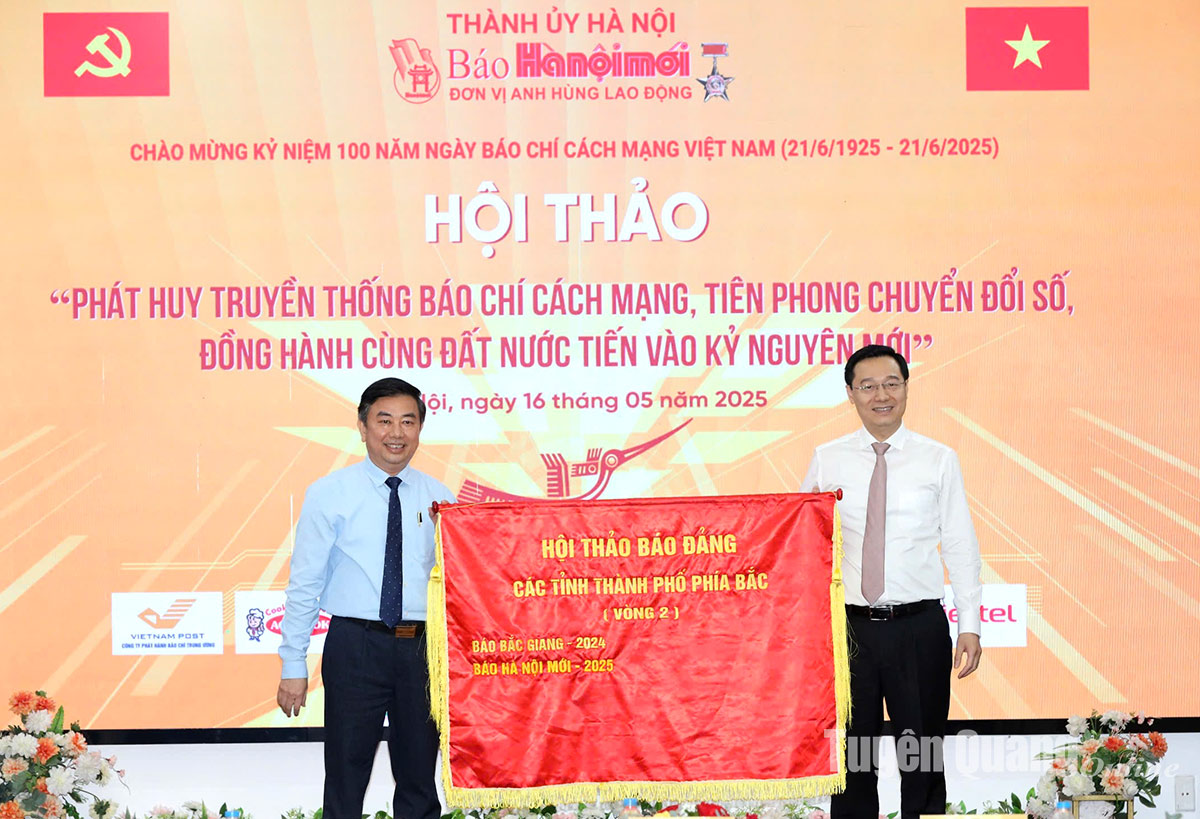 THÀNH ỦY HÀ NỘI
Báo Hànộimới
ĐƠN VỊ ANH HÙNG LAO ĐỘNG
CHÀO MỪNG KỶ NIỆM 100 NĂM NGÀY BÁO CHÍ CÁCH MẠNG VIỆT NAM (21/6/1925 - 21/6/2025)
HỘI THẢO
“PHÁT HUY TRUYỀN THỐNG BÁO CHÍ CÁCH MẠNG, TIÊN PHONG CHUYỂN ĐỔI SỐ,
ĐỒNG HÀNH CÙNG ĐẤT NƯỚC TIẾN VÀO KỶ NGUYÊN MỚI”
ội, ngày 16 tháng 05 năm 2025
HỘI THẢO BÁO ĐẢNG
CÁC TỈNH THÀNH PHỐ PHÍA BẮC
( VÒNG 2 )
BÁO BẮC GIANG - 2024
BÁO HÀ NỘI MỚI - 2025
VIETNAM POST
CÔNG TY PHÁT HÀNH BÁO CHÍ TRUNG ƯƠNG
Tuyên Quang
Online